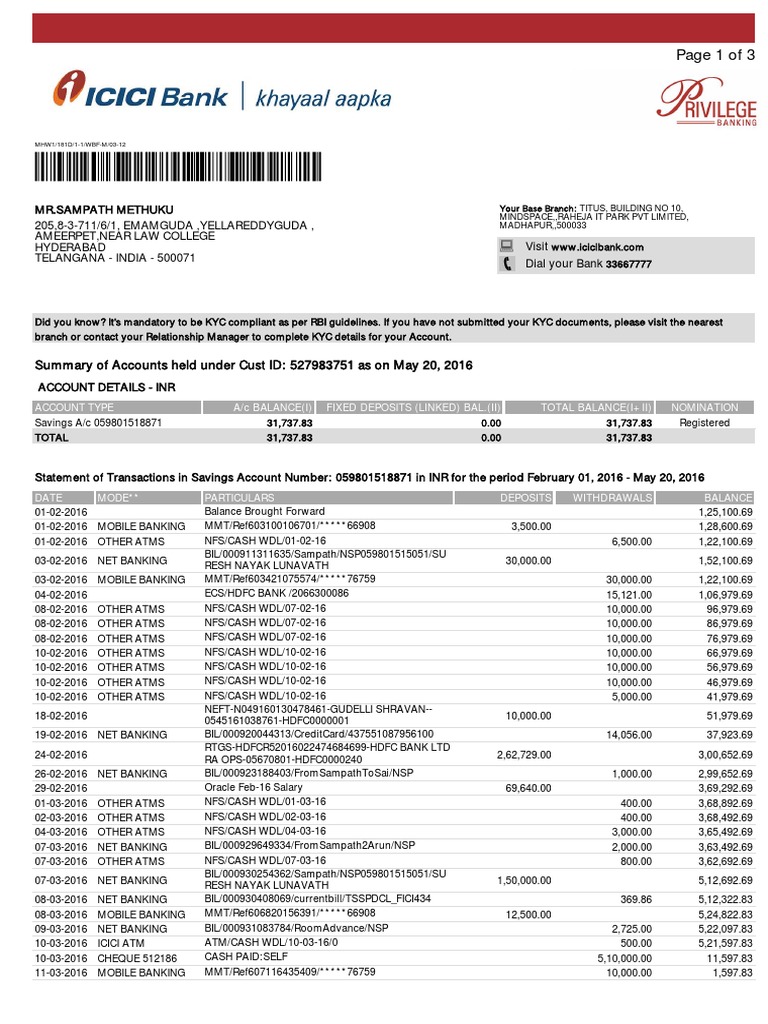 Page 1 of 3
ICICI Bank | khayaal aapka
PRIVILEGE
BANKING
MHW1/181D/1-1/WBF-M/03-12
MR.SAMPATH METHUKU
205,8-3-711/6/1, EMAMGUDA ,YELLAREDDYGUDA ,
AMEERPET,NEAR LAW COLLEGE
HYDERABAD
TELANGANA - INDIA - 500071
Your Base Branch: TITUS, BUILDING NO 10,
MINDSPACE,,RAHEJA IT PARK PVT LIMITED,
MADHAPUR,,500033
Visit www.icicibank.com
Dial your Bank 33667777
Did you know? It's mandatory to be KYC compliant as per RBI guidelines. If you have not submitted your KYC documents, please visit the nearest
branch or contact your Relationship Manager to complete KYC details for your Account.
Summary of Accounts held under Cust ID: 527983751 as on May 20, 2016
ACCOUNT DETAILS - INR
ACCOUNT TYPE A/c BALANCE(I) FIXED DEPOSITS (LINKED) BAL.(II) TOTAL BALANCE(I+ II) NOMINATION
Savings A/c 059801518871 31,737.83 0.00 31,737.83 Registered
TOTAL 31,737.83 0.00 31,737.83
Statement of Transactions in Savings Account Number: 059801518871 in INR for the period February 01, 2016 - May 20, 2016
DATE MODE** PARTICULARS DEPOSITS WITHDRAWALS BALANCE
01-02-2016 Balance Brought Forward 1,25,100.69
01-02-2016 MOBILE BANKING MMT/Ref603100106701/*****66908 3,500.00 1,28,600.69
01-02-2016 OTHER ATMS NFS/CASH WDL/01-02-16 6,500.00 1,22,100.69
03-02-2016 NET BANKING BIL/000911311635/Sampath/NSP059801515051/SU
RESH NAYAK LUNAVATH 30,000.00 1,52,100.69
03-02-2016 MOBILE BANKING MMT/Ref603421075574/*****76759 30,000.00 1,22,100.69
04-02-2016 ECS/HDFC BANK /2066300086 15,121.00 1,06,979.69
08-02-2016 OTHER ATMS NFS/CASH WDL/07-02-16 10,000.00 96,979.69
08-02-2016 OTHER ATMS NFS/CASH WDL/07-02-16 10,000.00 86,979.69
08-02-2016 OTHER ATMS NFS/CASH WDL/07-02-16 10,000.00 76,979.69
10-02-2016 OTHER ATMS NFS/CASH WDL/10-02-16 10,000.00 66,979.69
10-02-2016 OTHER ATMS NFS/CASH WDL/10-02-16 10,000.00 56,979.69
10-02-2016 OTHER ATMS NFS/CASH WDL/10-02-16 10,000.00 46,979.69
10-02-2016 OTHER ATMS NFS/CASH WDL/10-02-16 5,000.00 41,979.69
18-02-2016 NEFT-N049160130478461-GUDELLI SHRAVAN--
0545161038761-HDFC0000001 10,000.00 51,979.69
19-02-2016 NET BANKING BIL/000920044313/CreditCard/437551087956100 14,056.00 37,923.69
24-02-2016 RTGS-HDFCR52016022474684699-HDFC BANK LTD
RA OPS-05670801-HDFC0000240 2,62,729.00 3,00,652.69
26-02-2016 NET BANKING BIL/000923188403/FromSampathToSai/NSP 1,000.00 2,99,652.69
29-02-2016 Oracle Feb-16 Salary 69,640.00 3,69,292.69
01-03-2016 OTHER ATMS NFS/CASH WDL/01-03-16 400.00 3,68,892.69
02-03-2016 OTHER ATMS NFS/CASH WDL/02-03-16 400.00 3,68,492.69
04-03-2016 OTHER ATMS NFS/CASH WDL/04-03-16 3,000.00 3,65,492.69
07-03-2016 NET BANKING BIL/000929649334/FromSampath2Arun/NSP 2,000.00 3,63,492.69
07-03-2016 OTHER ATMS NFS/CASH WDL/07-03-16 800.00 3,62,692.69
07-03-2016 NET BANKING BIL/000930254362/Sampath/NSP059801515051/SU
RESH NAYAK LUNAVATH 1,50,000.00 5,12,692.69
08-03-2016 NET BANKING BIL/000930408069/currentbill/TSSPDCL_FICI434 369.86 5,12,322.83
08-03-2016 MOBILE BANKING MMT/Ref606820156391/*****66908 12,500.00 5,24,822.83
09-03-2016 NET BANKING BIL/000931083784/RoomAdvance/NSP 2,725.00 5,22,097.83
10-03-2016 ICICI ATM ATM/CASH WDL/10-03-16/0 500.00 5,21,597.83
10-03-2016 CHEQUE 512186 CASH PAID:SELF 5,10,000.00 11,597.83
11-03-2016 MOBILE BANKING MMT/Ref607116435409/*****76759 10,000.00 1,597.83